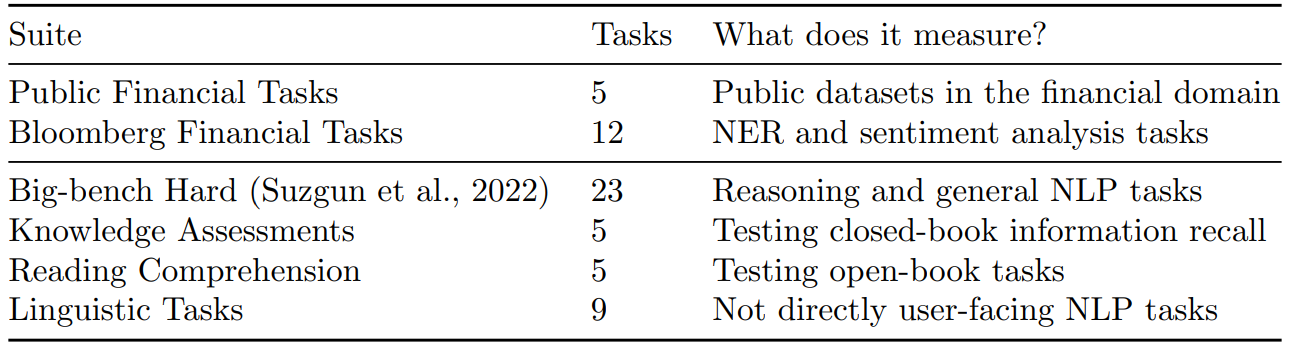 Suite Tasks What does it measure?
Public Financial Tasks 5 Public datasets in the financial domain
Bloomberg Financial Tasks 12 NER and sentiment analysis tasks
Big-bench Hard (Suzgun et al., 2022) 23 Reasoning and general NLP tasks
Knowledge Assessments 5 Testing closed-book information recall
Reading Comprehension 5 Testing open-book tasks
Linguistic Tasks 9 Not directly user-facing NLP tasks